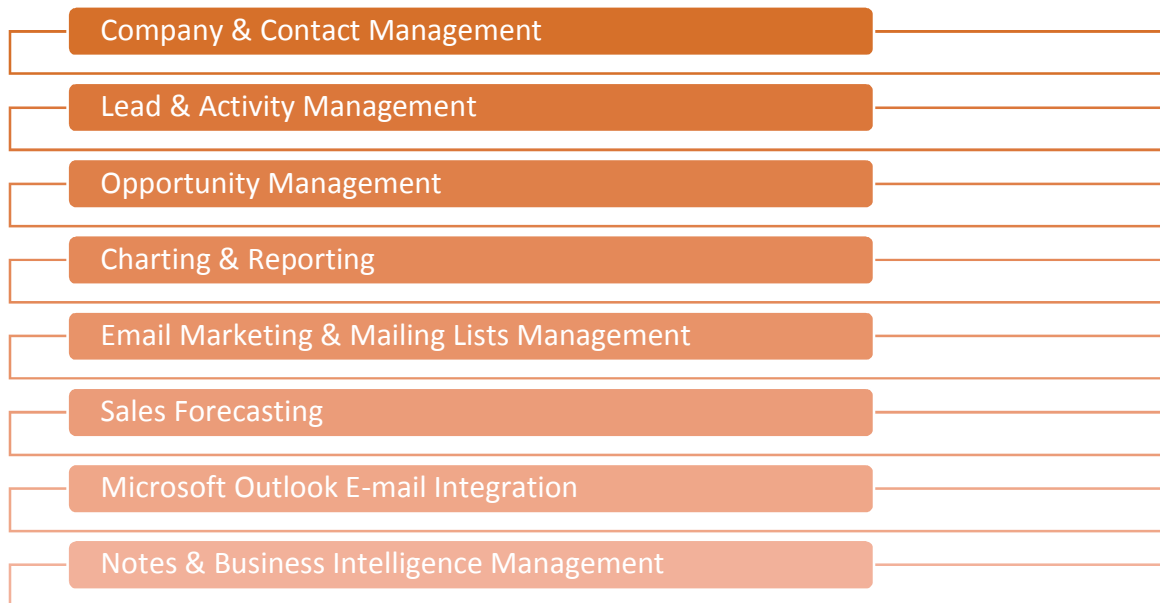 Company & Contact Management
Lead & Activity Management
Opportunity Management
Charting & Reporting
Email Marketing & Mailing Lists Management
Sales Forecasting
Microsoft Outlook E-mail Integration
Notes & Business Intelligence Management